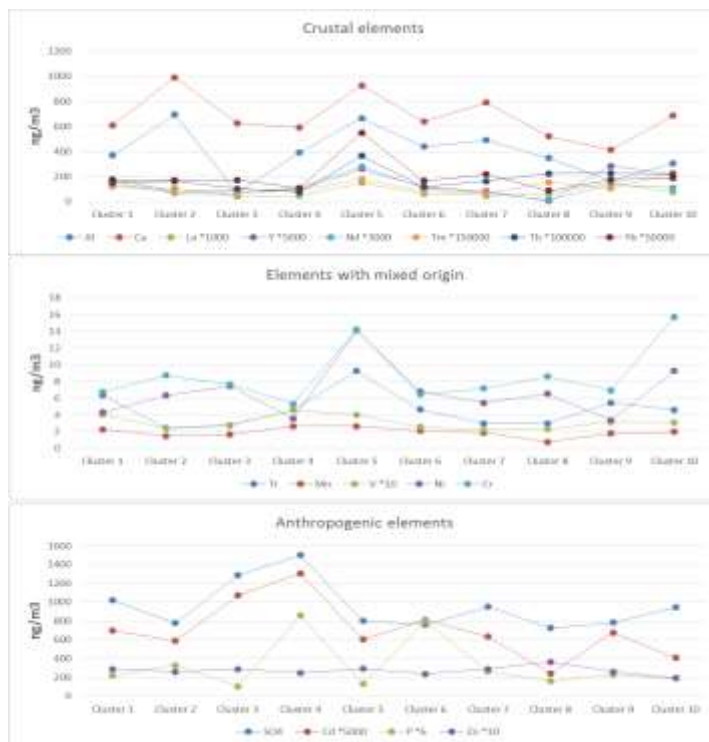 Crustal elements
1200
1000
800
600
400
200
0
ng/m3
Cluster 1 Cluster 2 Cluster 3 Cluster 4 Cluster 5 Cluster 6 Cluster 7 Cluster 8 Cluster 9 Cluster 10
Al Ca La *1000 Y *5000 Nd *3000 Tm *150000 Th *100000 Yb *50000
Elements with mixed origin
18
16
14
12
10
8
6
4
2
0
ng/m3
Cluster 1 Cluster 2 Cluster 3 Cluster 4 Cluster 5 Cluster 6 Cluster 7 Cluster 8 Cluster 9 Cluster 10
Ti Mn V *10 Ni Cr
Anthropogenic elements
1600
1400
1200
1000
800
600
400
200
0
ng/m3
Cluster 1 Cluster 2 Cluster 3 Cluster 4 Cluster 5 Cluster 6 Cluster 7 Cluster 8 Cluster 9 Cluster 10
SO4 Cd *5000 P *5 Zn *10